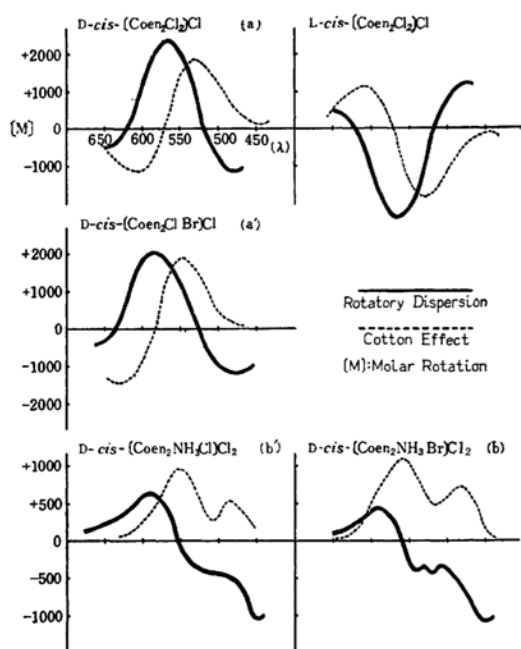 D-cis-(Coen₂Cl₂)Cl (a)
L-cis-(Coen₂Cl₂)Cl
+2000
+1000
[M] 0
650 600 550 500 450 (λ)
-1000
D-cis-(Coen₂Cl Br)Cl (a')
+2000
+1000
0
-1000
-2000
Rotatory Dispersion
Cotton Effect
(M):Molar Rotation
D-cis-(Coen₂NH₃Cl)Cl₂ (b')
D-cis-(Coen₂NH₃Br)Cl₂ (b)
+1000
+500
0
-500
-1000